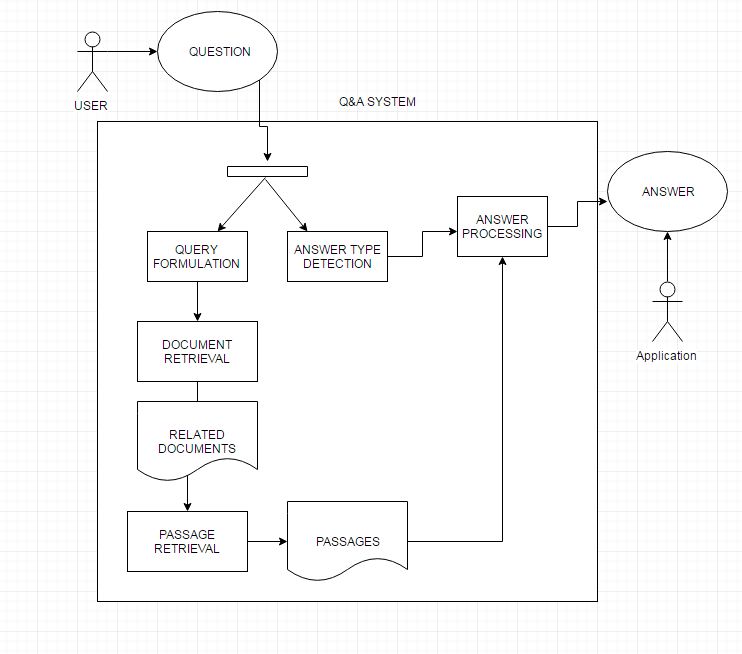 QUESTION
USER
Q&A SYSTEM
ANSWER
ANSWER
PROCESSING
QUERY
FORMULATION
ANSWER TYPE
DETECTION
DOCUMENT
RETRIEVAL
Application
RELATED
DOCUMENTS
PASSAGE
RETRIEVAL
PASSAGES